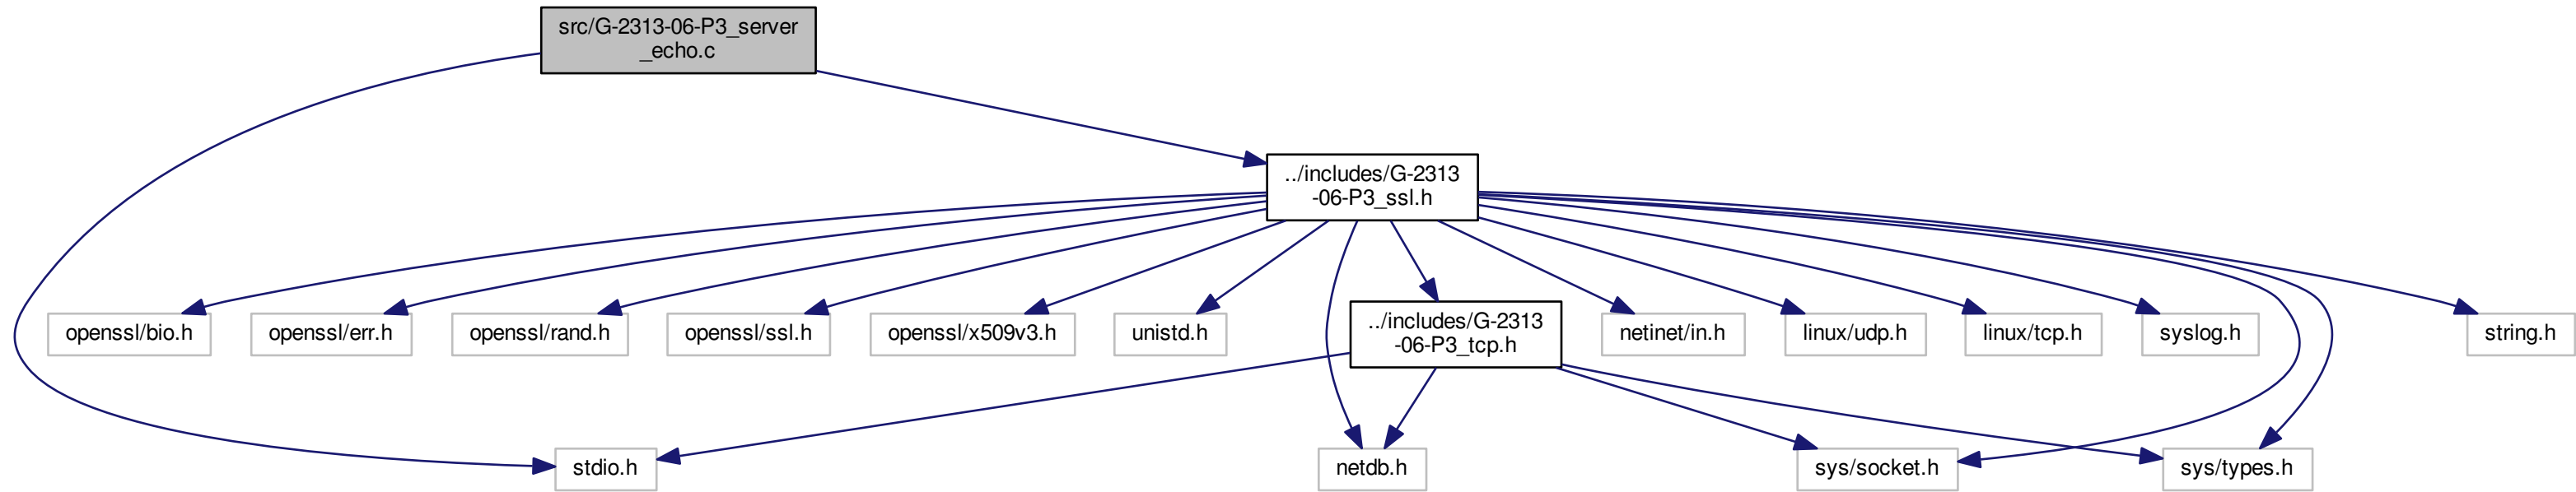 src/G-2313-06-P3_server
_echo.c
../includes/G-2313
-06-P3_ssl.h
openssl/bio.h
openssl/err.h
openssl/rand.h
openssl/ssl.h
openssl/x509v3.h
unistd.h
../includes/G-2313
-06-P3_tcp.h
netinet/in.h
linux/udp.h
linux/tcp.h
syslog.h
string.h
stdio.h
netdb.h
sys/socket.h
sys/types.h